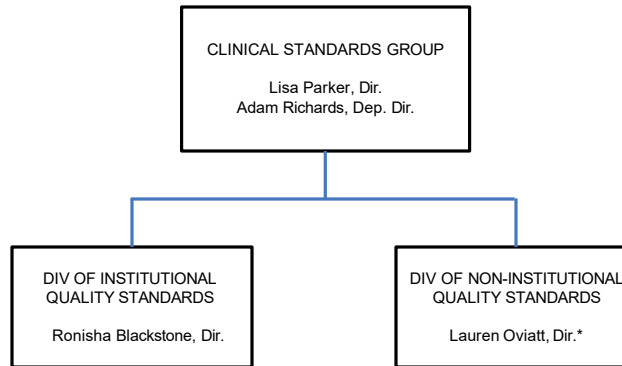 CLINICAL STANDARDS GROUP
Lisa Parker, Dir.
Adam Richards, Dep. Dir.
DIV OF INSTITUTIONAL
QUALITY STANDARDS
Ronisha Blackstone, Dir.
DIV OF NON-INSTITUTIONAL
QUALITY STANDARDS
Lauren Oviatt, Dir.*